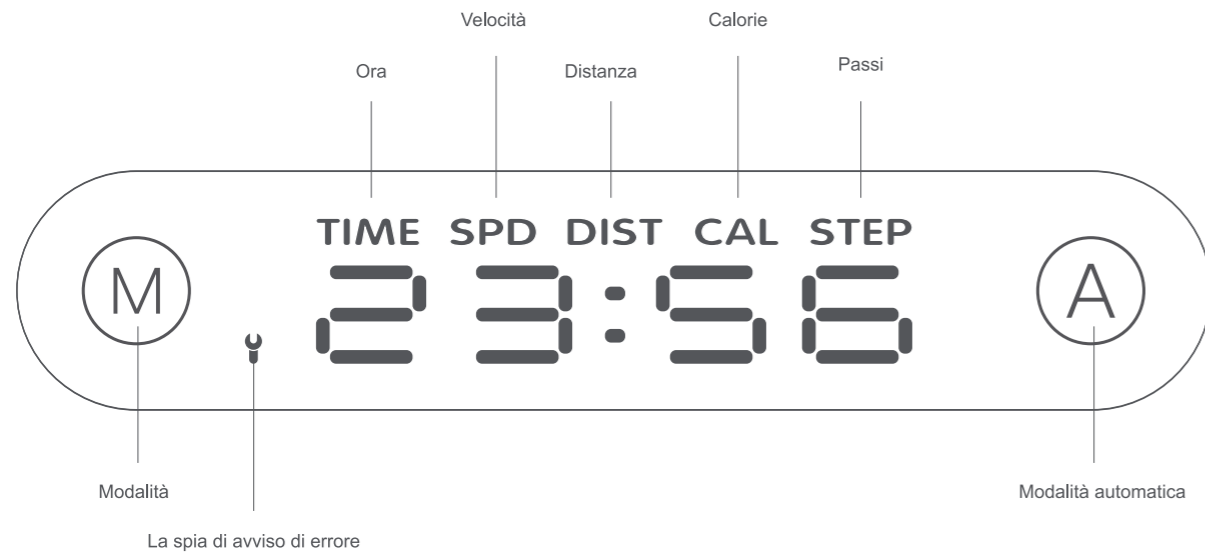 Velocità
Calorie
Ora
Distanza
Passi
TIME SPD DIST CAL STEP
M
23:56
A
Modalità
Modalità automatica
La spia di avviso di errore